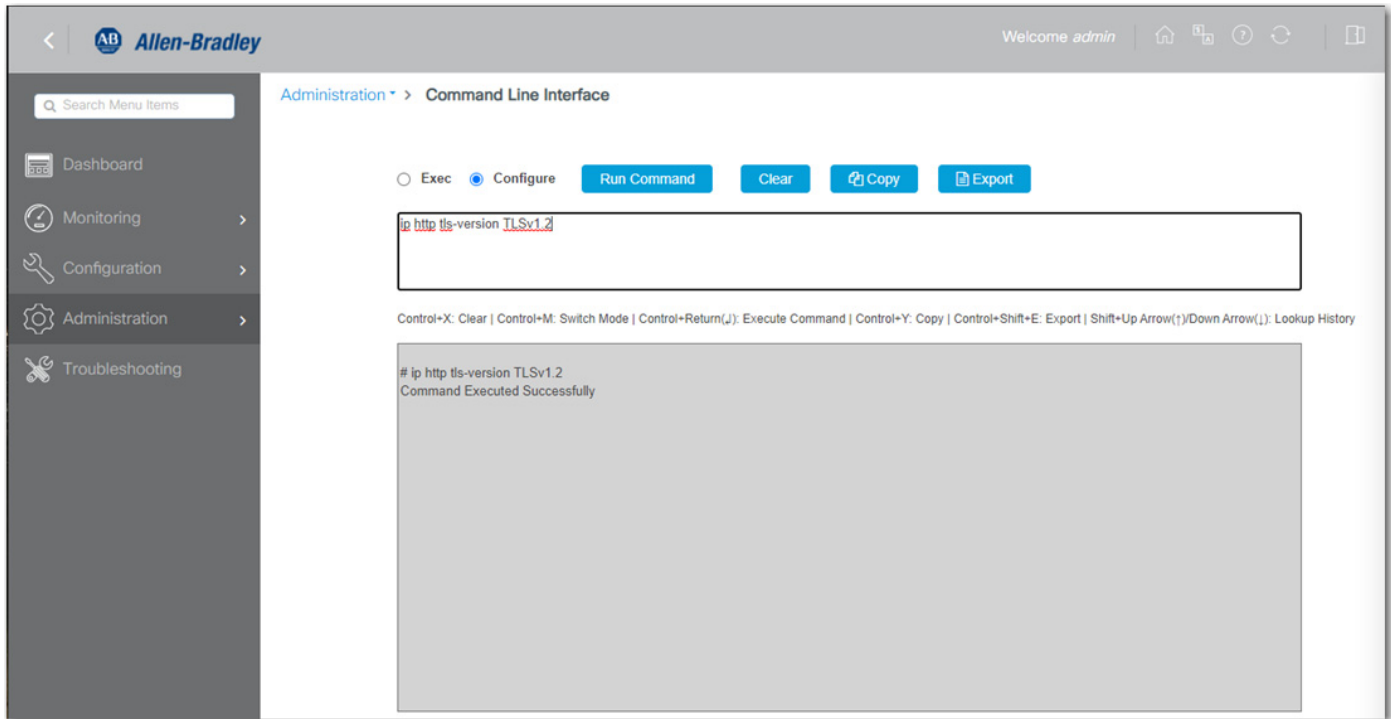 AB Allen-Bradley
Welcome admin
Search Menu Items
Administration > Command Line Interface
Dashboard
Exec Configure Run Command Clear Copy Export
Monitoring
ip http tls-version TLSv1.2
Configuration
Administration
Control+X: Clear | Control+M: Switch Mode | Control+Return(↲): Execute Command | Control+Y: Copy | Control+Shift+E: Export | Shift+Up Arrow(↑)/Down Arrow(↓): Lookup History
Troubleshooting
# ip http tls-version TLSv1.2
Command Executed Successfully